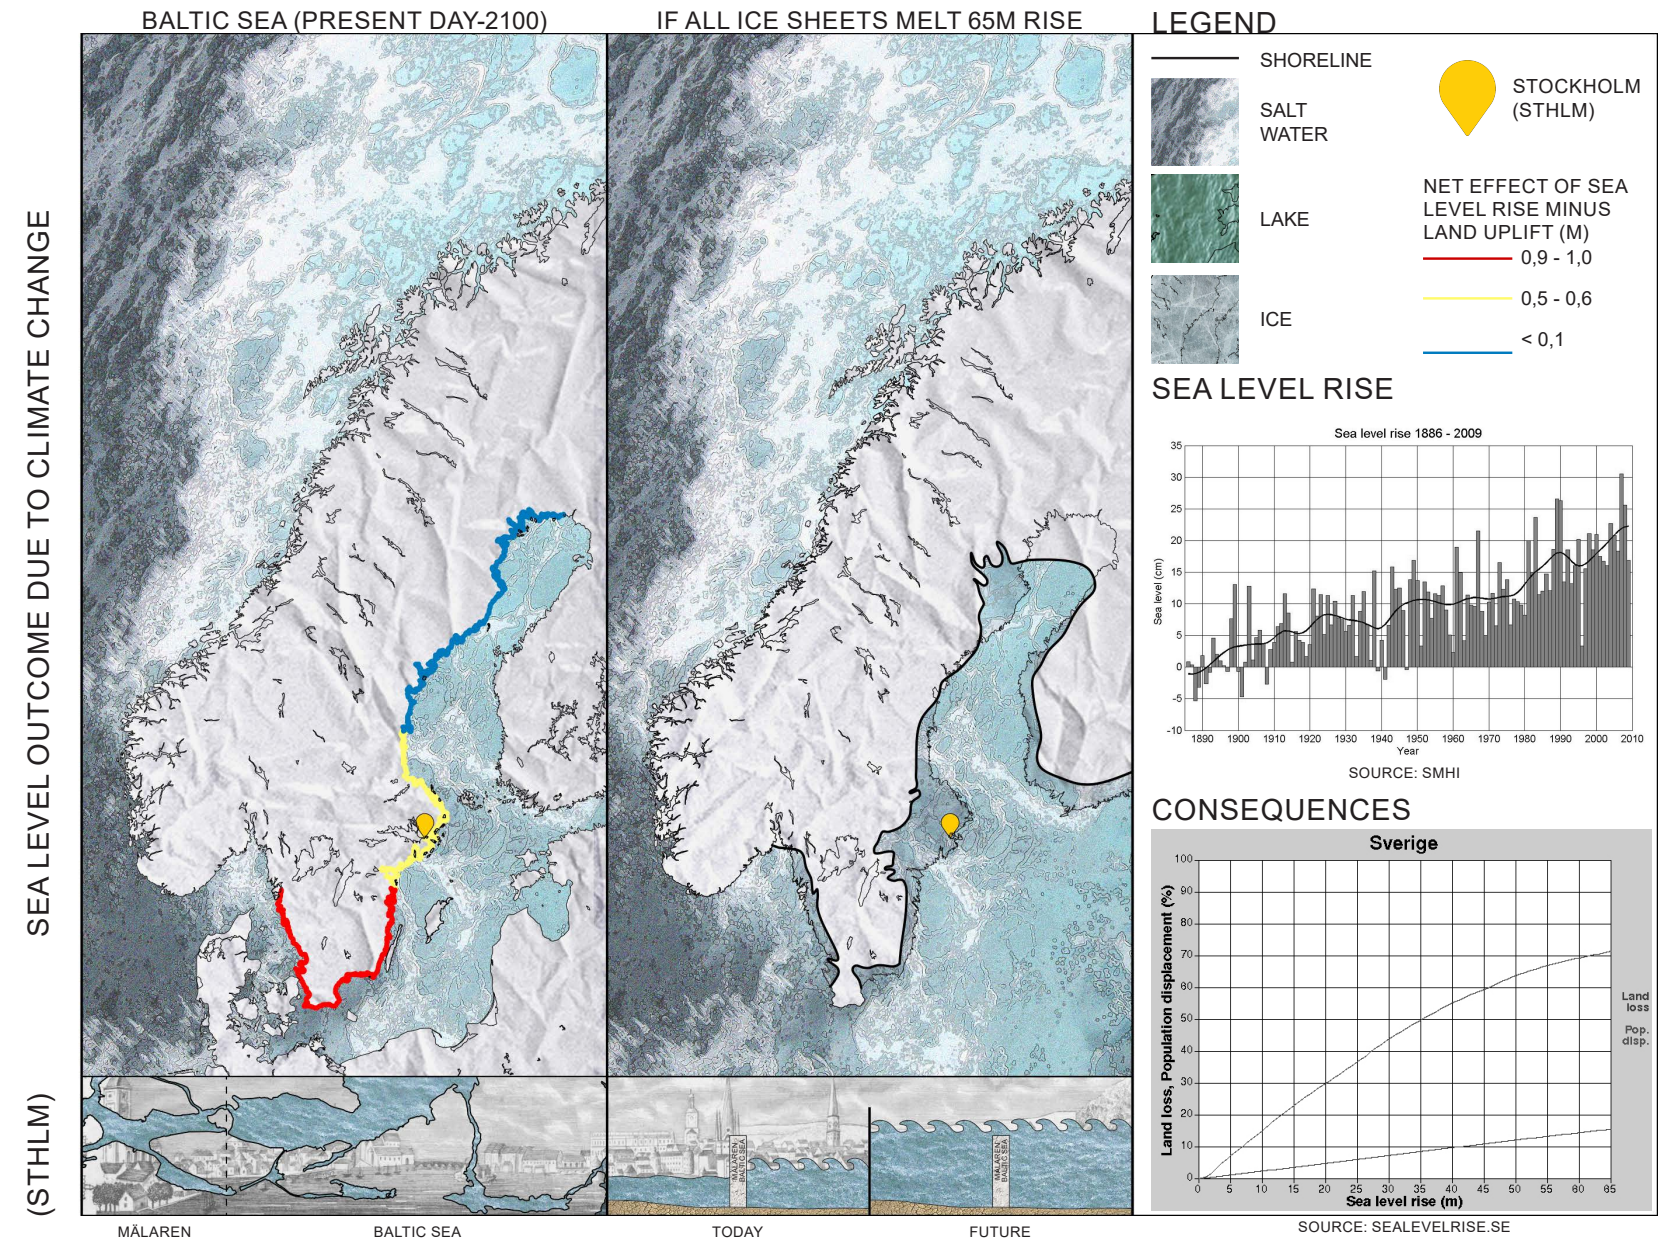 BALTIC SEA (PRESENT DAY-2100)
IF ALL ICE SHEETS MELT 65M RISE
SEA LEVEL OUTCOME DUE TO CLIMATE CHANGE
(STHLM)
MÄLAREN
BALTIC SEA
MÄLAREN
BALTIC SEA
MÄLAREN
BALTIC SEA
TODAY
FUTURE
LEGEND
SHORELINE
SALT
WATER
LAKE
ICE
STOCKHOLM
(STHLM)
NET EFFECT OF SEA
LEVEL RISE MINUS
LAND UPLIFT (M)
0,9 - 1,0
0,5 - 0,6
< 0,1
SEA LEVEL RISE
Sea level rise 1886 - 2009
Sea level (cm)
35
30
25
20
15
10
5
0
-5
-10
1890 1900 1910 1920 1930 1940 1950 1960 1970 1980 1990 2000 2010
Year
SOURCE: SMHI
CONSEQUENCES
Sverige
Land loss, Population displacement (%)
100
90
80
70
60
50
40
30
20
10
0
0 5 10 15 20 25 30 35 40 45 50 55 60 65
Sea level rise (m)
Land
loss
Pop.
disp.
SOURCE: SEALEVELRISE.SE